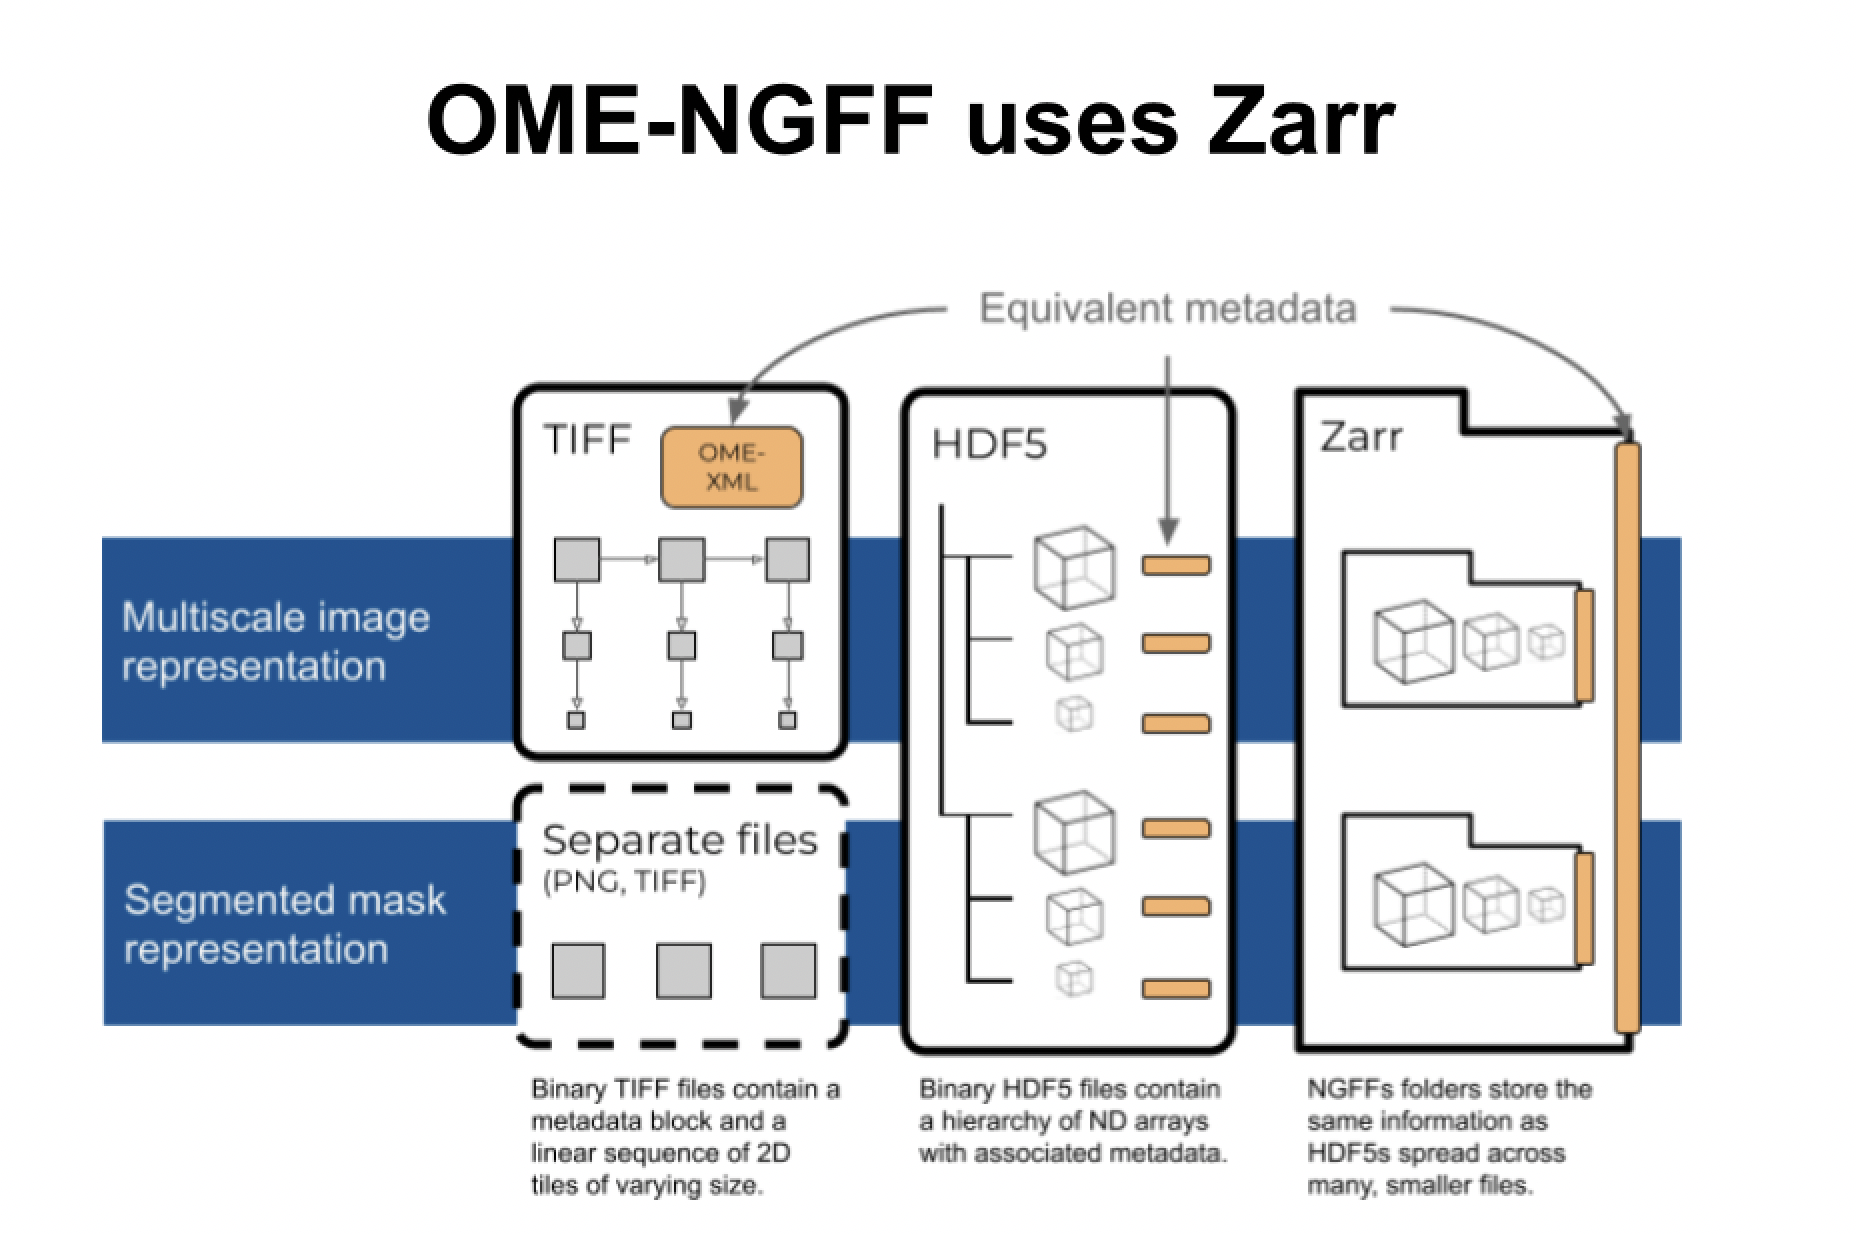 OME-NGFF uses Zarr
Equivalent metadata
TIFF
OME-
XML
HDF5
Zarr
Multiscale image
representation
Separate files
(PNG, TIFF)
Segmented mask
representation
Binary TIFF files contain a
metadata block and a
linear sequence of 2D
tiles of varying size.
Binary HDF5 files contain
a hierarchy of ND arrays
with associated metadata.
NGFFs folders store the
same information as
HDF5s spread across
many, smaller files.